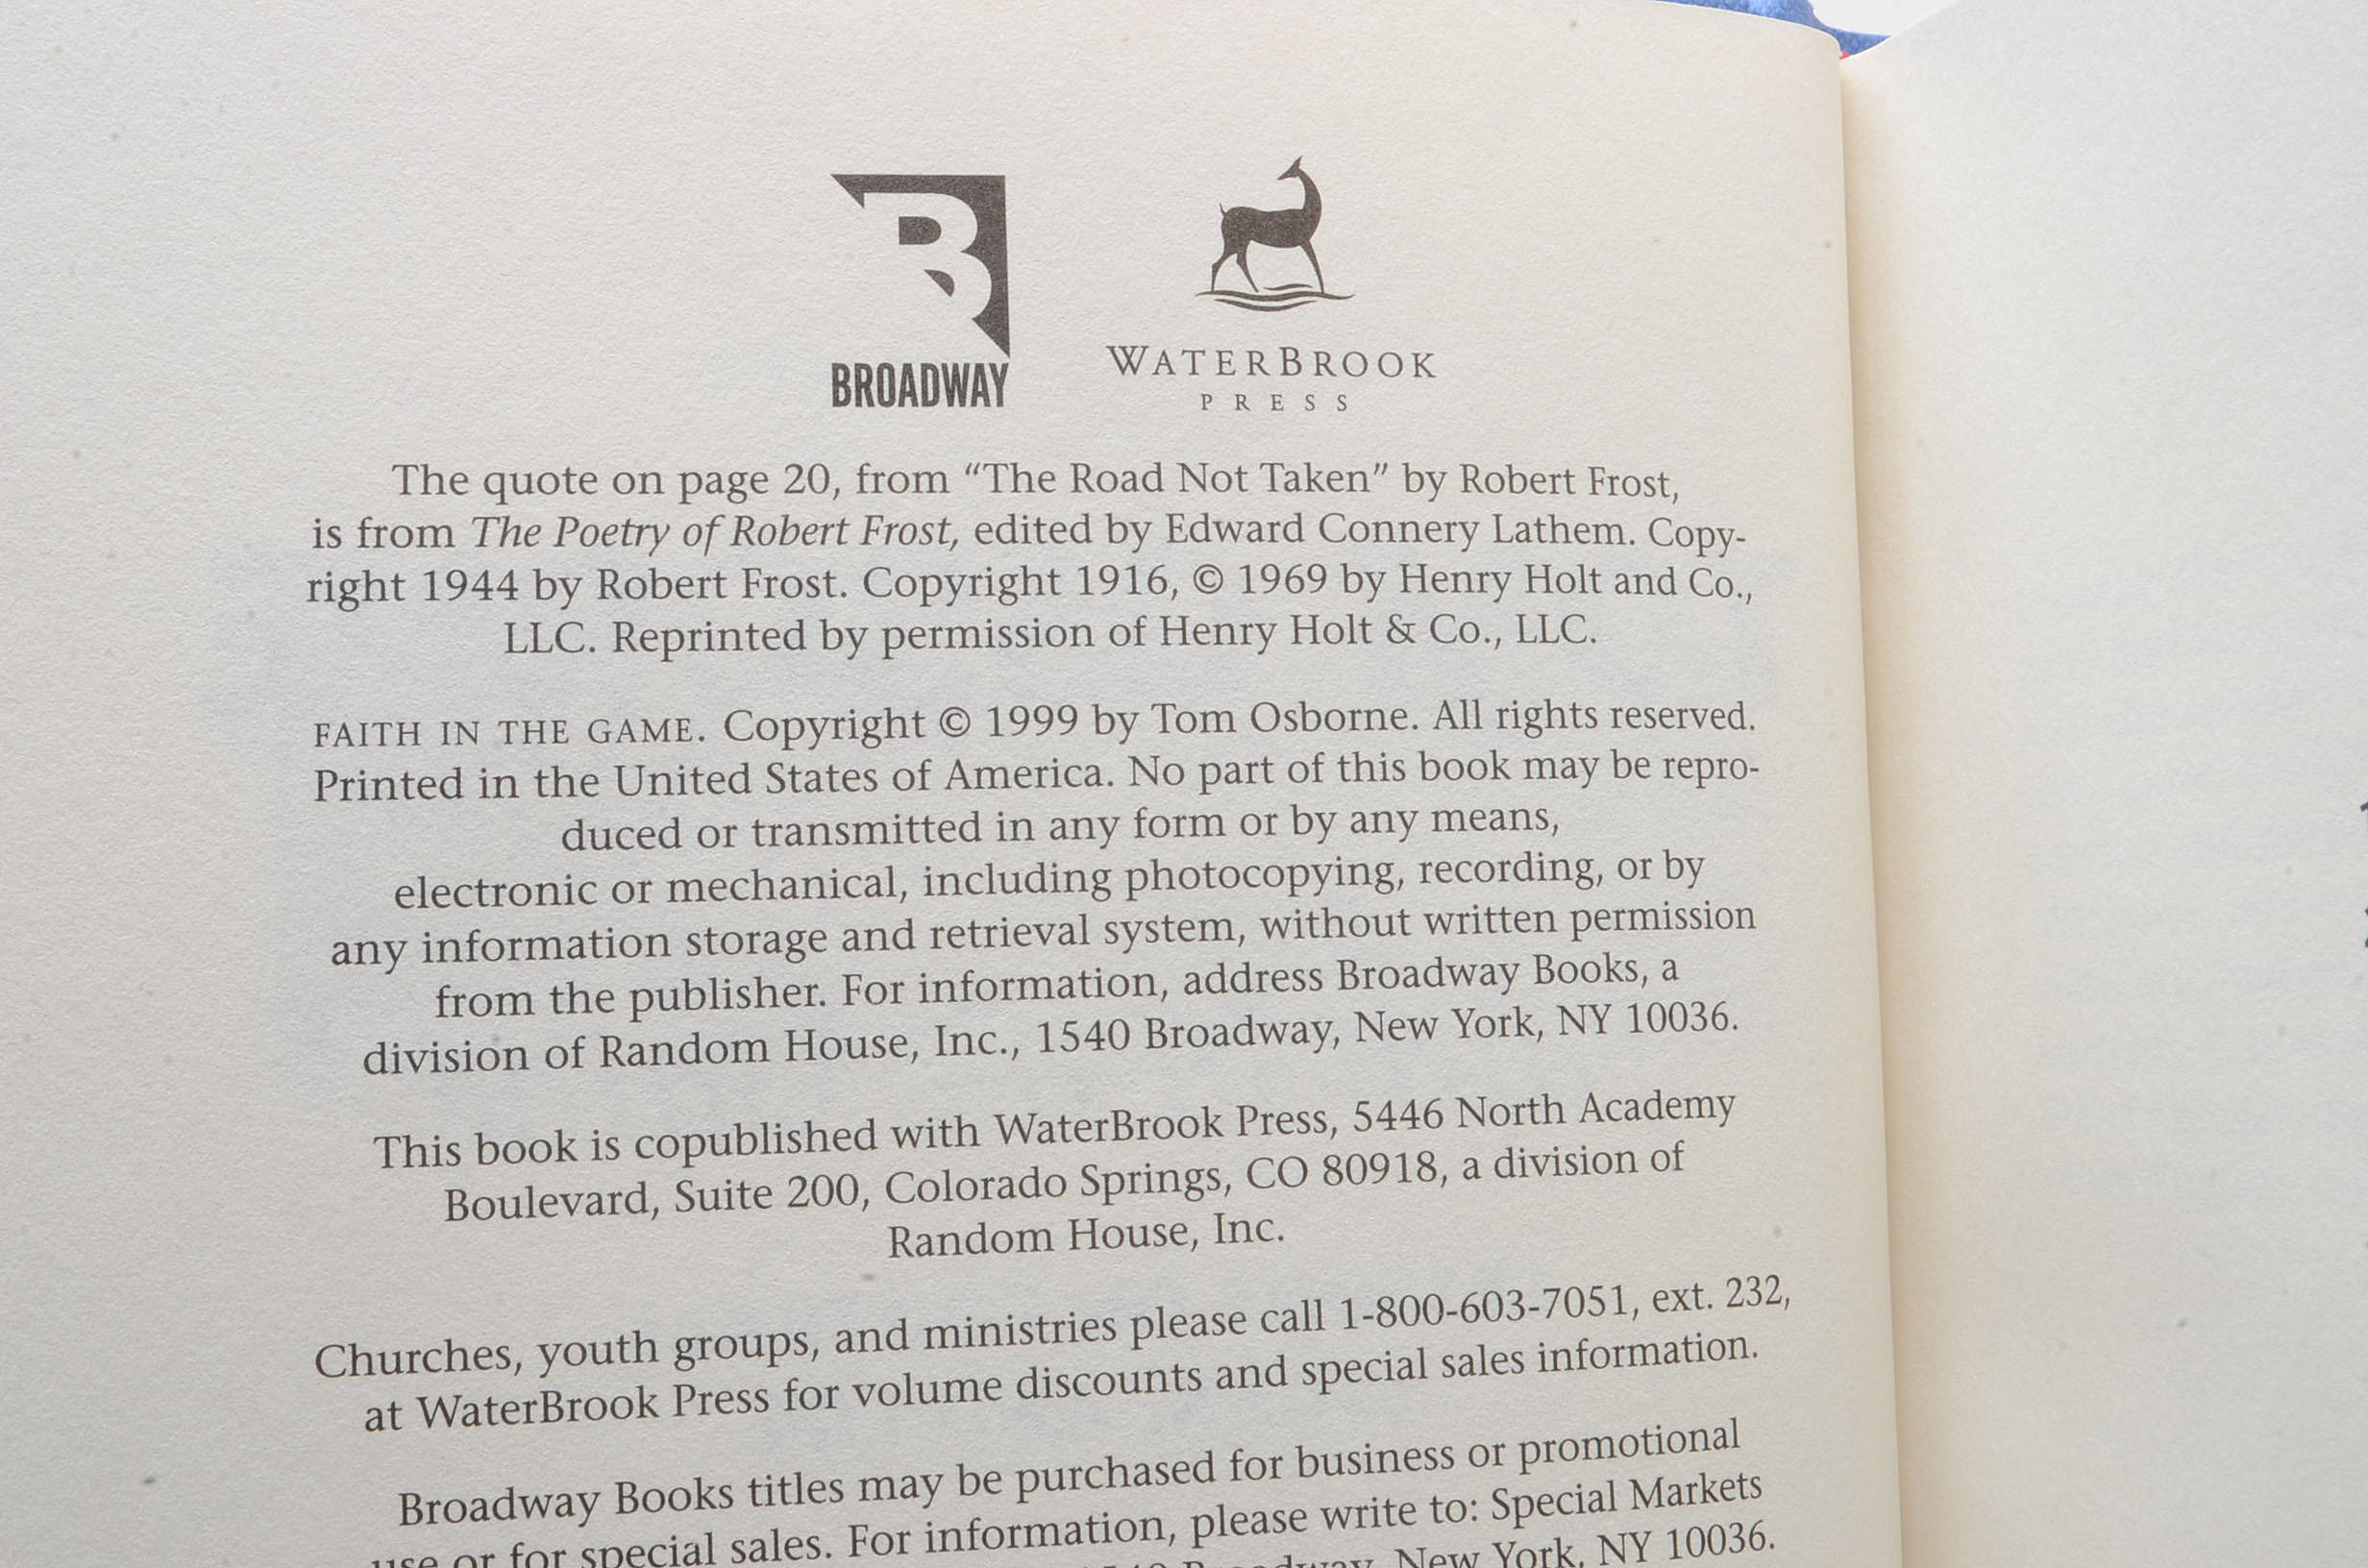 BROADWAY
WATERBROOK
PRESS
The quote on page 20, from “The Road Not Taken” by Robert Frost,
is from The Poetry of Robert Frost, edited by Edward Connery Lathem. Copy-
right 1944 by Robert Frost. Copyright 1916, © 1969 by Henry Holt and Co.,
LLC. Reprinted by permission of Henry Holt & Co., LLC.
FAITH IN THE GAME. Copyright © 1999 by Tom Osborne. All rights reserved.
Printed in the United States of America. No part of this book may be repro-
duced or transmitted in any form or by any means,
electronic or mechanical, including photocopying, recording, or by
any information storage and retrieval system, without written permission
from the publisher. For information, address Broadway Books, a
division of Random House, Inc., 1540 Broadway, New York, NY 10036.
This book is copublished with WaterBrook Press, 5446 North Academy
Boulevard, Suite 200, Colorado Springs, CO 80918, a division of
Random House, Inc.
Churches, youth groups, and ministries please call 1-800-603-7051, ext. 232,
at WaterBrook Press for volume discounts and special sales information.
Broadway Books titles may be purchased for business or promotional
use or for special sales. For information, please write to: Special Markets
Broadway, New York, NY 10036.